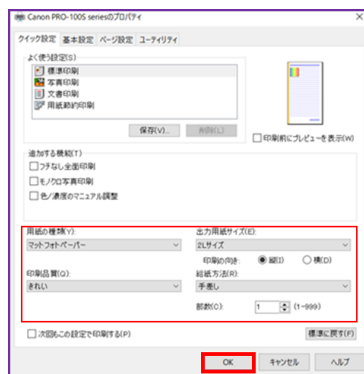 Canon PRO-100S seriesのプロパティ
クイック設定 基本設定 ページ設定 ユーティリティ
よく使う設定(S)
標準印刷
写真印刷
文書印刷
用紙節約印刷
保存(V)... 削除(L)
印刷前にプレビューを表示(W)
追加する機能(T)
フチなし全面印刷
モノクロ写真印刷
色/濃度のマニュアル調整
用紙の種類(Y): 出力用紙サイズ(E):
マットフォトペーパー 2Lサイズ
印刷の向き: 縦(I) 横(D)
印刷品質(Q): 給紙方法(R):
きれい 手差し
部数(C): 1 (1-999)
次回もこの設定で印刷する(P) 標準に戻す(F)
OK キャンセル ヘルプ